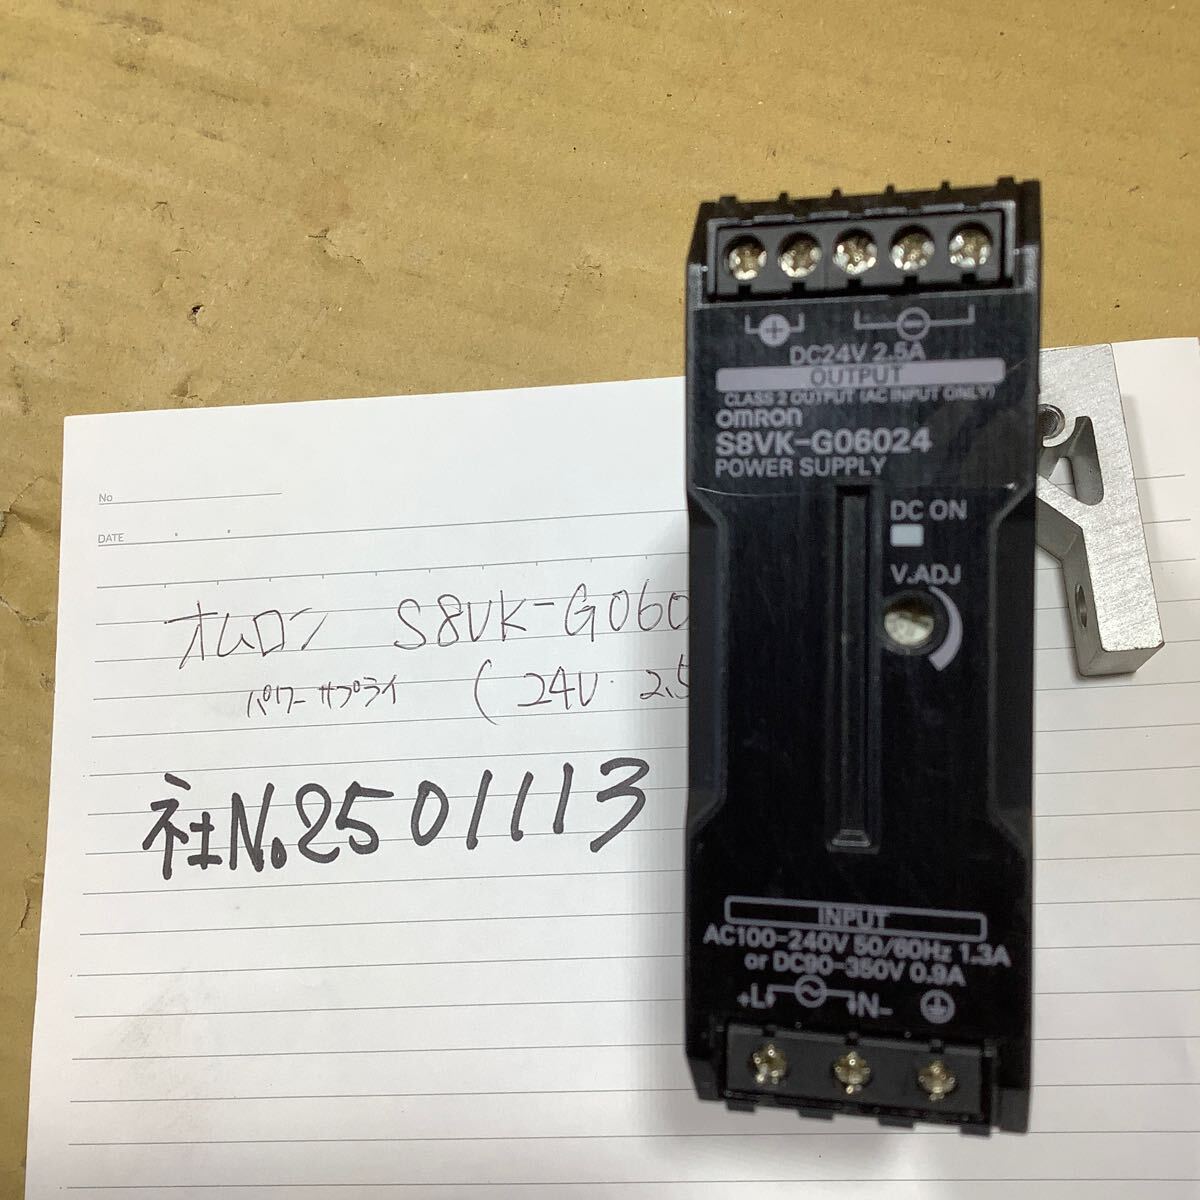 DC24V 2.5A
OUTPUT
CLASS 2 OUTPUT (AC INPUT ONLY)
omron
S8VK-G06024
POWER SUPPLY
DC ON
V.ADJ
INPUT
AC100-240V 50/60Hz 1.3A
or DC90-350V 0.9A
+L N-
No
DATE
オムロン S8VK-G060
パワーサプライ (24V 2.5
社No.2501113